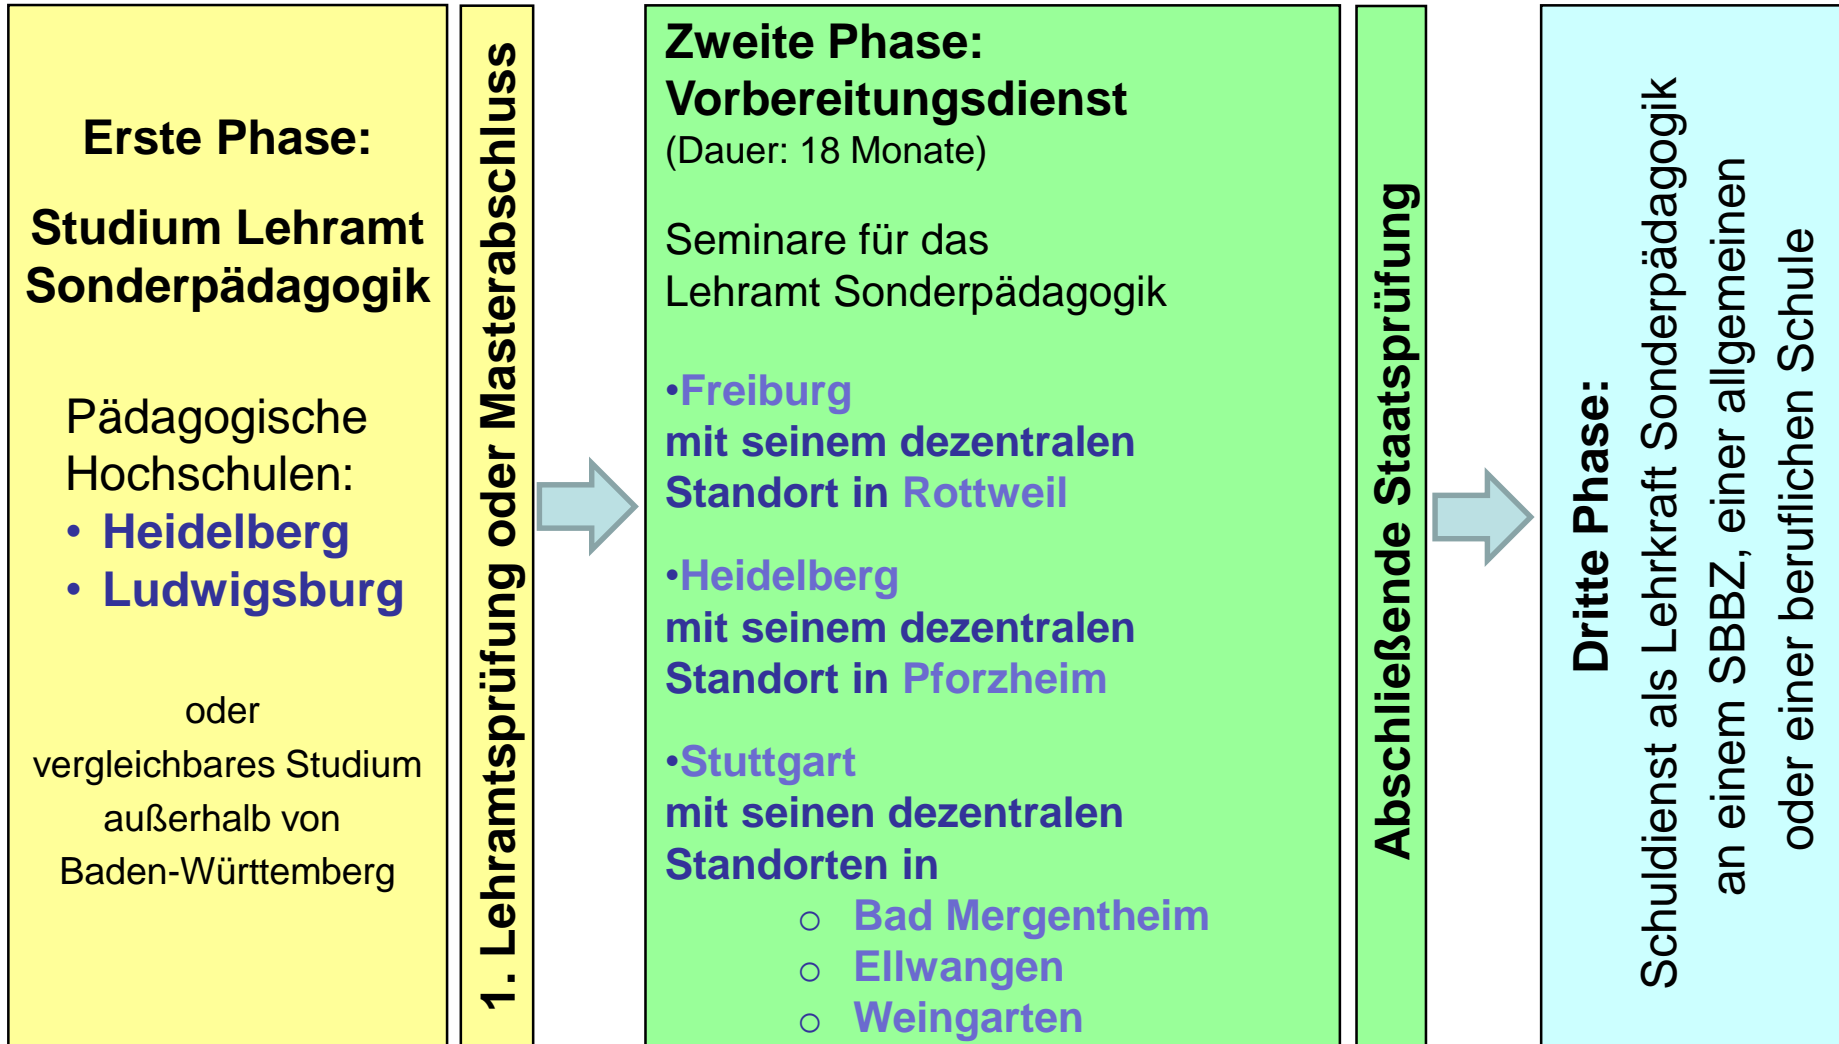 Erste Phase:
Studium Lehramt
Sonderpädagogik
Pädagogische
Hochschulen:
• Heidelberg
• Ludwigsburg
oder
vergleichbares Studium
außerhalb von
Baden-Württemberg
1. Lehramtsprüfung oder Masterabschluss
Zweite Phase:
Vorbereitungsdienst
(Dauer: 18 Monate)
Seminare für das
Lehramt Sonderpädagogik
•Freiburg
mit seinem dezentralen
Standort in Rottweil
•Heidelberg
mit seinem dezentralen
Standort in Pforzheim
•Stuttgart
mit seinen dezentralen
Standorten in
o Bad Mergentheim
o Ellwangen
o Weingarten
Abschließende Staatsprüfung
Dritte Phase:
Schuldienst als Lehrkraft Sonderpädagogik
an einem SBBZ, einer allgemeinen
oder einer beruflichen Schule